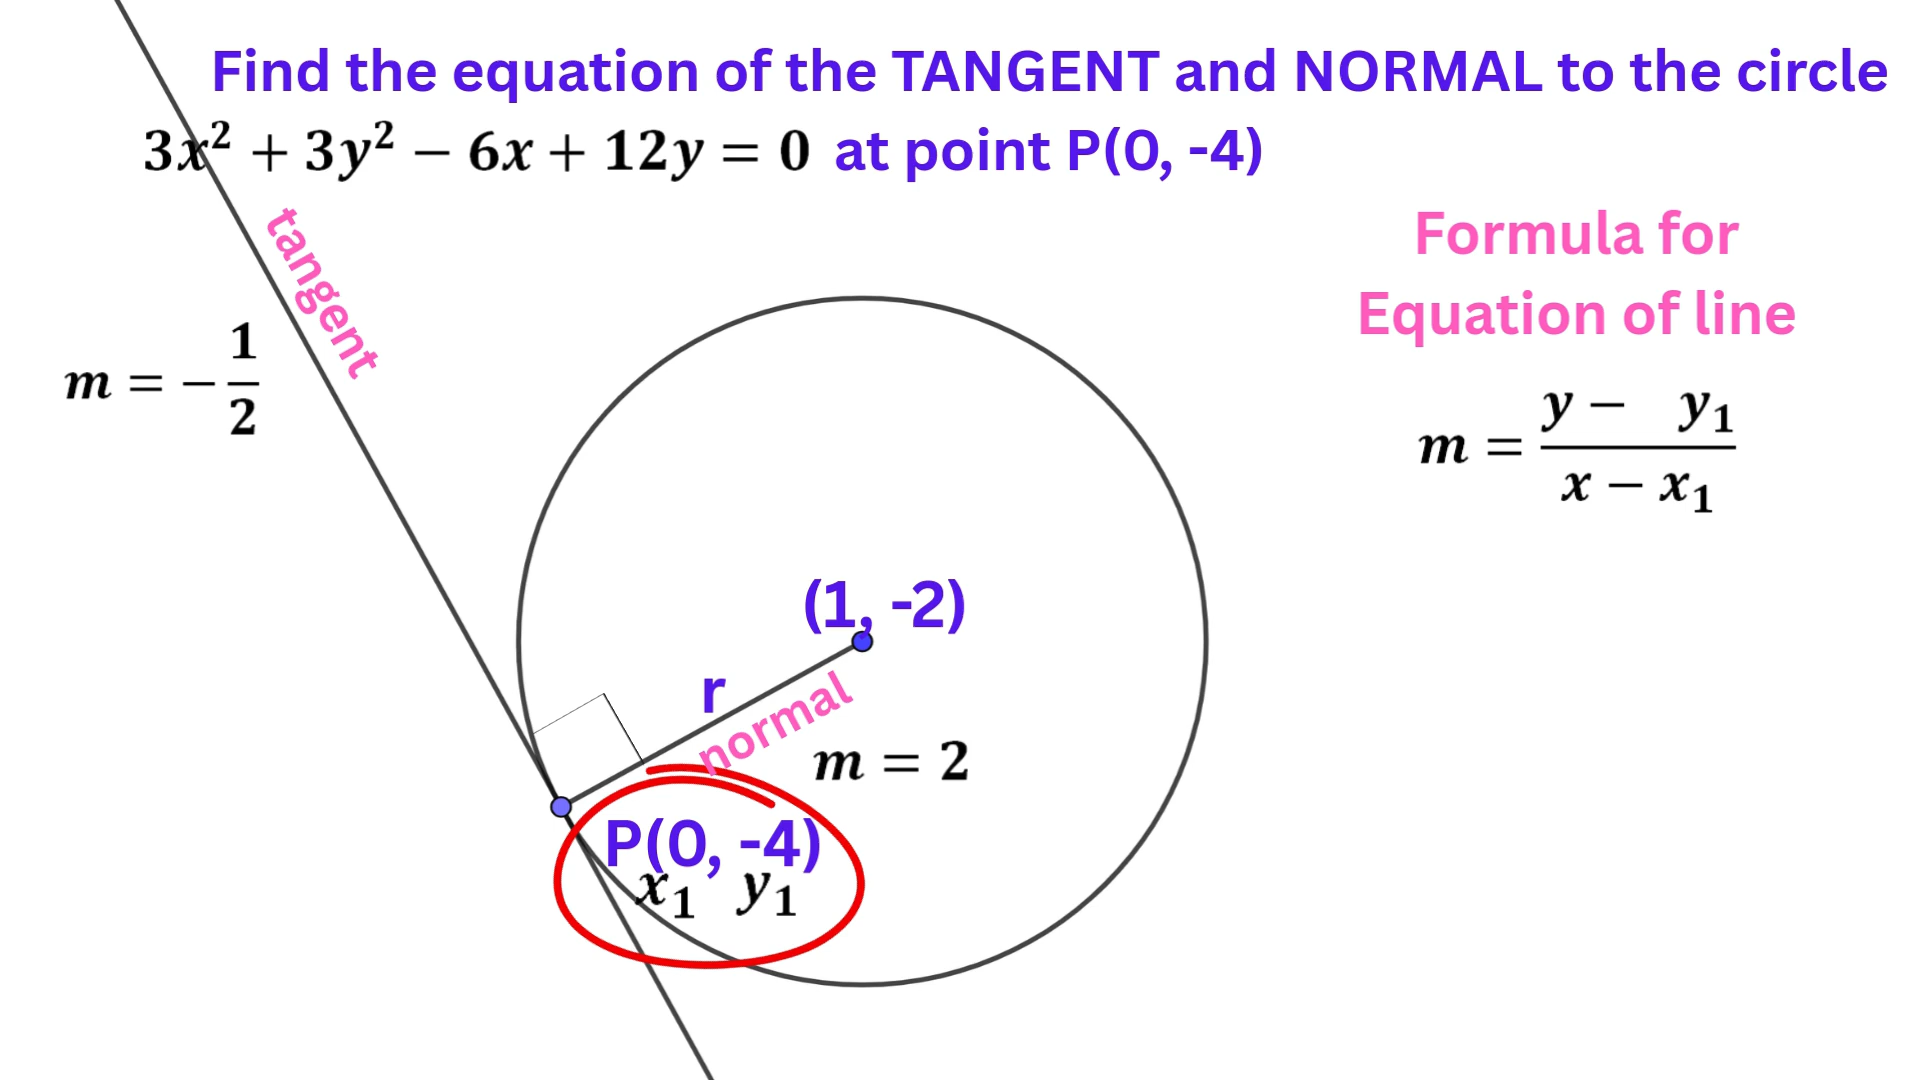 Find the equation of the TANGENT and NORMAL to the circle
3x² + 3y² − 6x + 12y = 0 at point P(0, -4)
tangent
Formula for
Equation of line
m = −1/2
m = (y − y₁)/(x − x₁)
(1, -2)
r
normal
m = 2
P(0, -4)
x₁ y₁